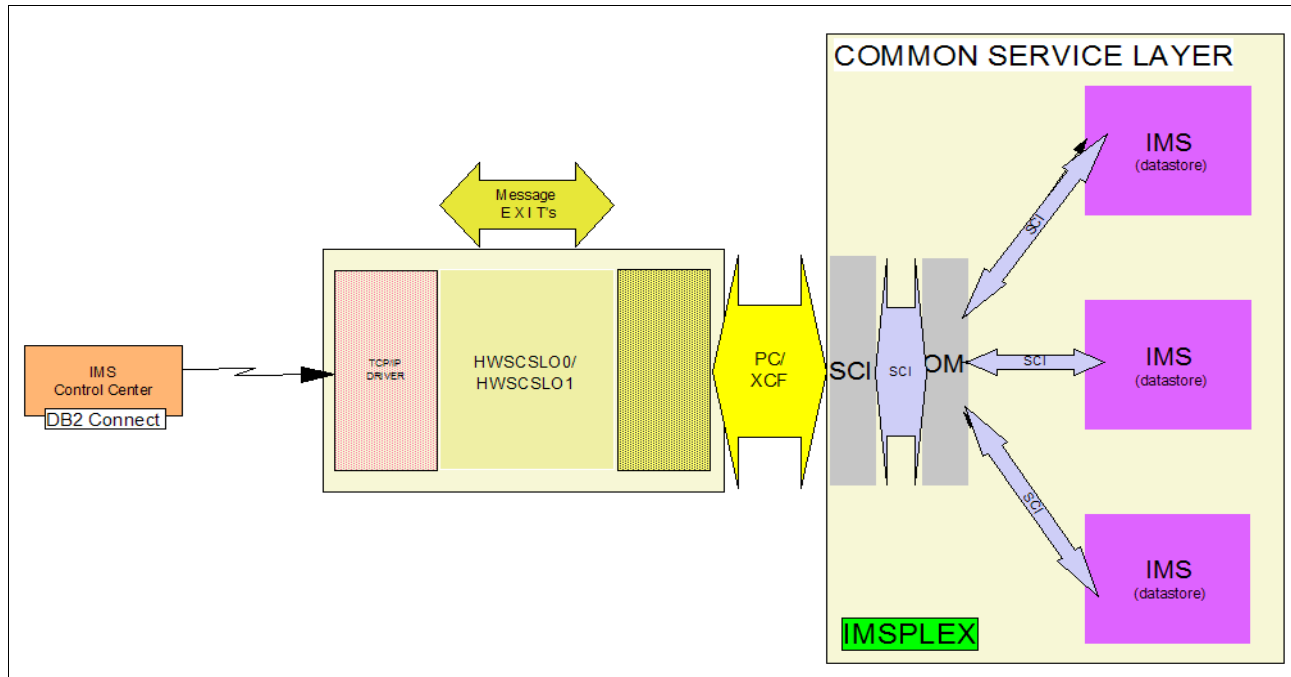 COMMON SERVICE LAYER
IMS
(datastore)
SCI
Message
E X I T's
TCP/IP
DRIVER
HWSCSLO0/
HWSCSLO1
PC/
XCF
SCI
SCI
OM
SCI
IMS
(datastore)
IMS
Control Center
DB2 Connect
SCI
IMS
(datastore)
IMSPLEX